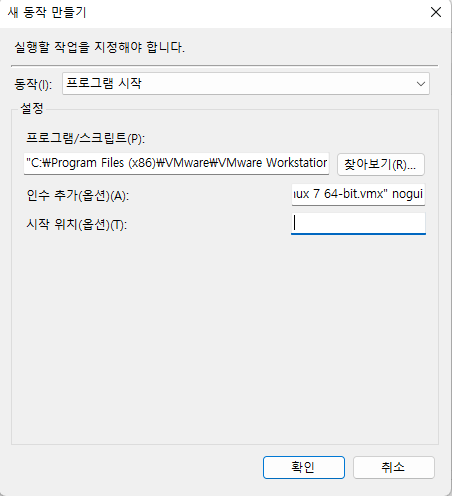 새 동작 만들기
실행할 작업을 지정해야 합니다.
동작(I): 프로그램 시작
설정
프로그램/스크립트(P):
"C:₩Program Files (x86)₩VMware₩VMware Workstation 찾아보기(R)...
인수 추가(옵션)(A): nux 7 64-bit.vmx" nogui
시작 위치(옵션)(T):
확인 취소